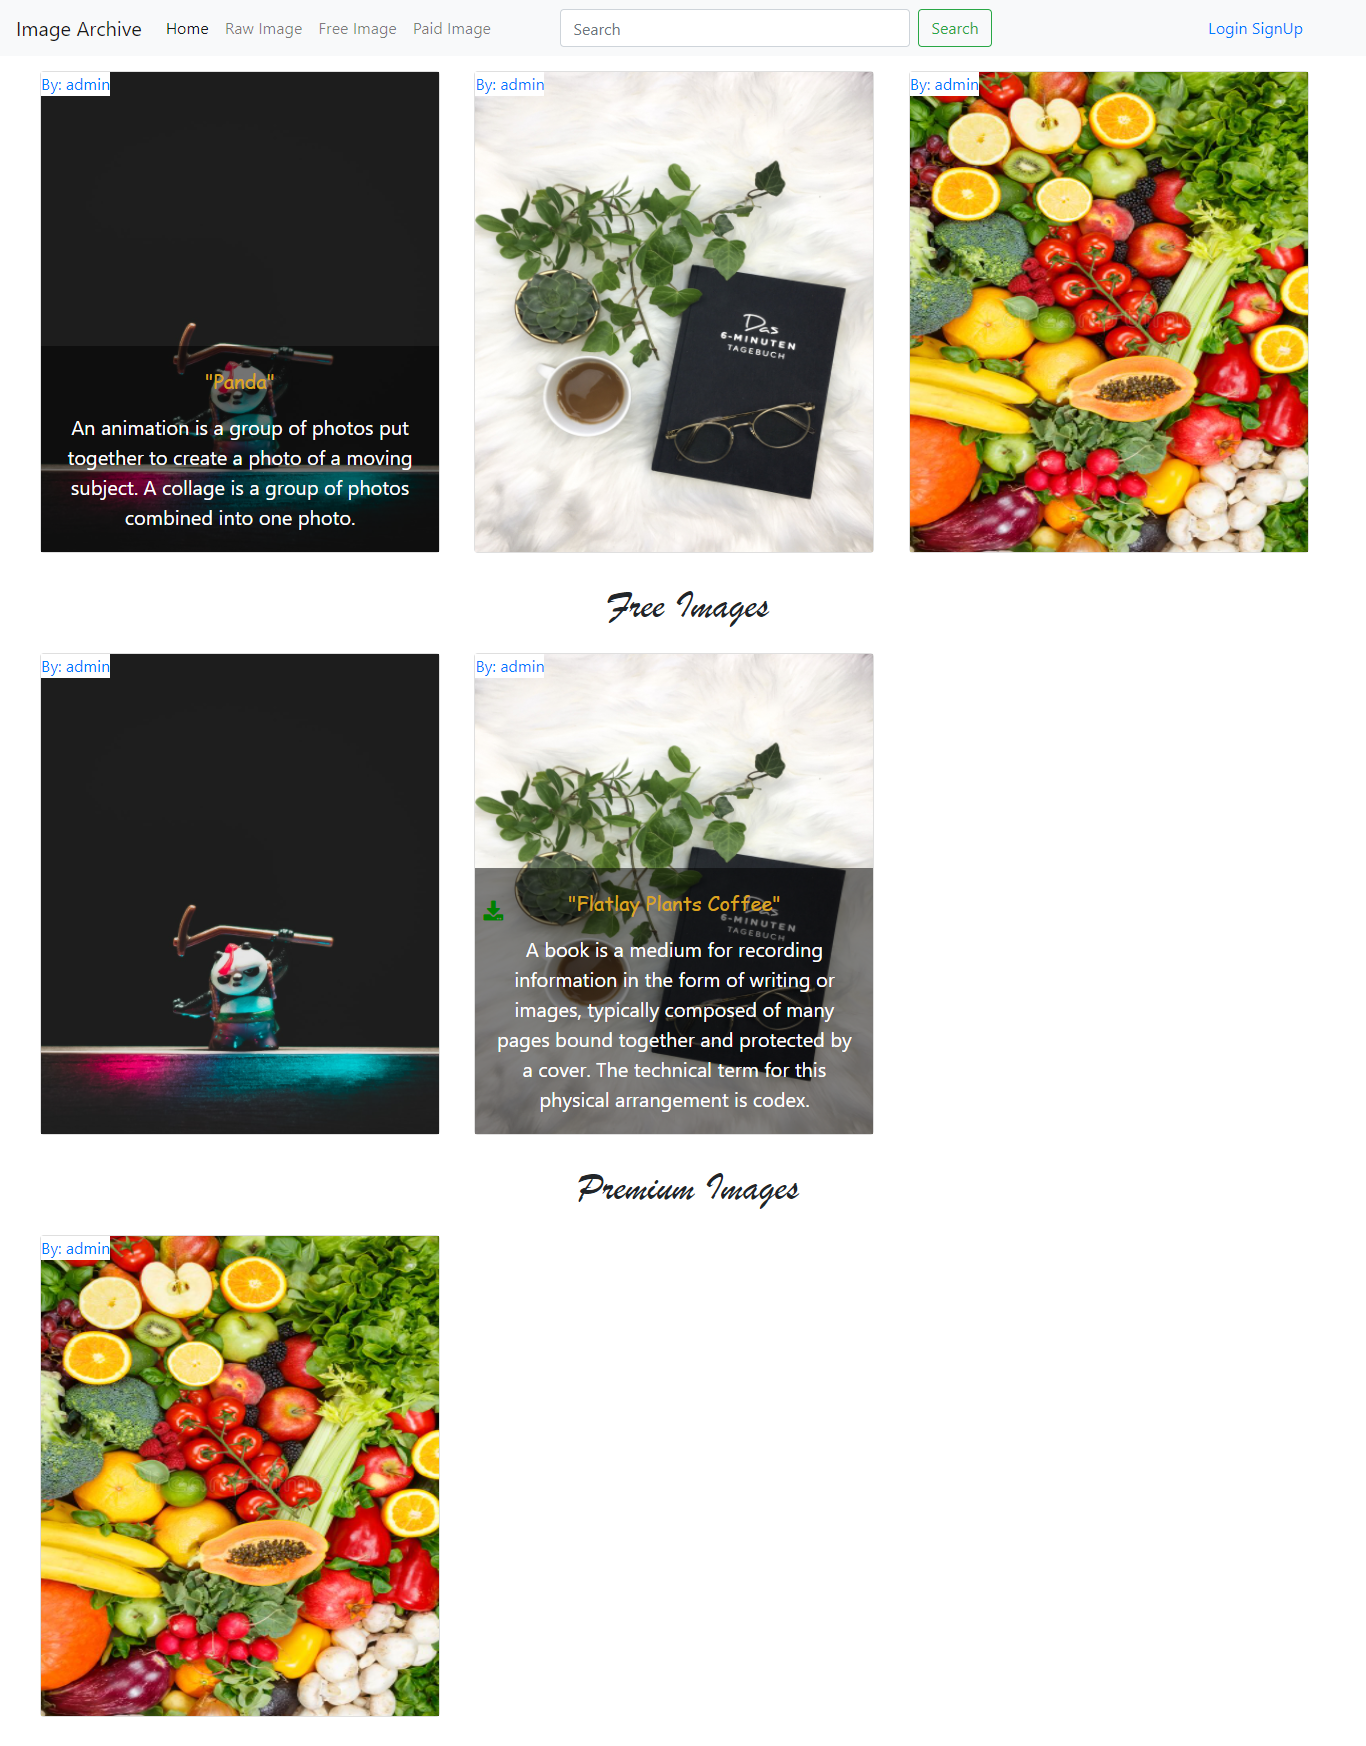 Image Archive Home Raw Image Free Image Paid Image Search Search Login SignUp
By: admin
"Panda"
An animation is a group of photos put
together to create a photo of a moving
subject. A collage is a group of photos
combined into one photo.
By: admin
Das
6-MINUTEN
TAGEBUCH
By: admin
Free Images
By: admin
By: admin
"Flatlay Plants Coffee"
Das
6-MINUTEN
TAGEBUCH
A book is a medium for recording
information in the form of writing or
images, typically composed of many
pages bound together and protected by
a cover. The technical term for this
physical arrangement is codex.
Premium Images
By: admin